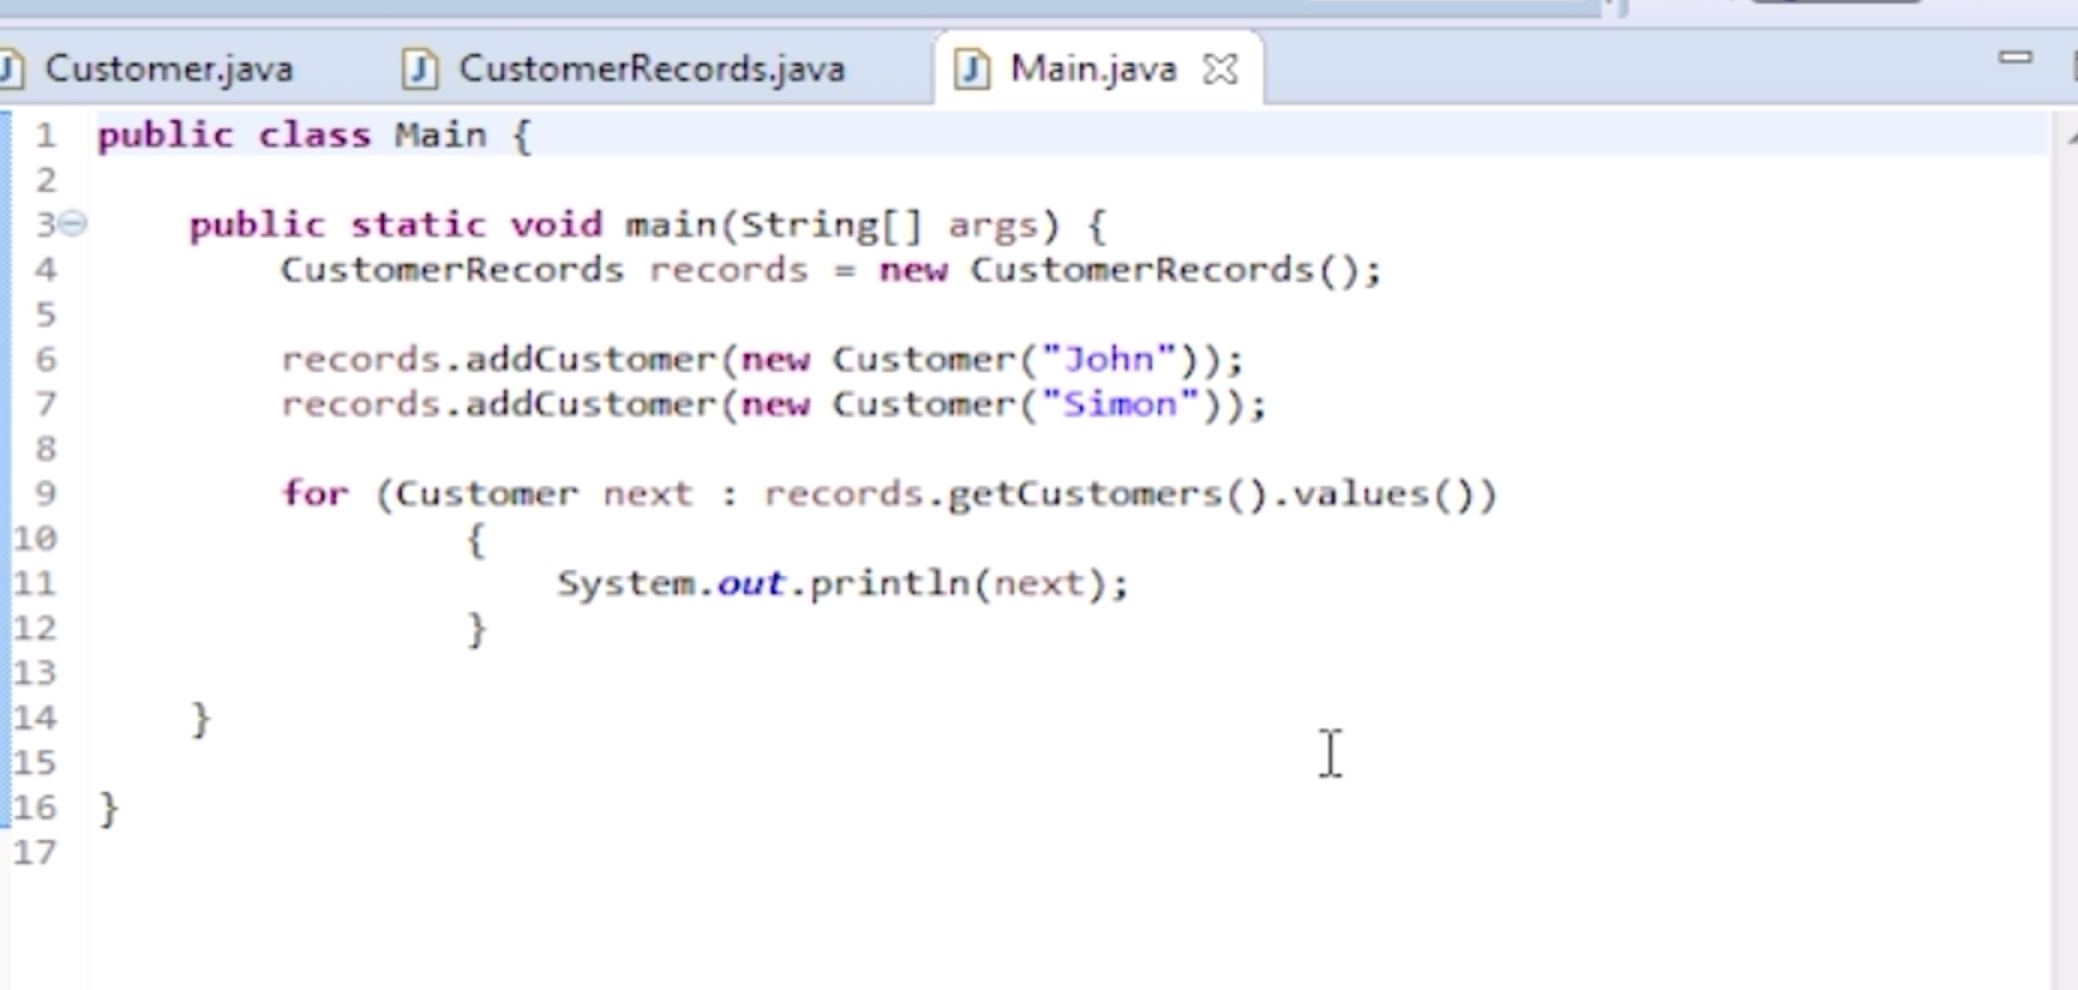 Customer.java CustomerRecords.java Main.java
1 public class Main {
2
3 public static void main(String[] args) {
4 CustomerRecords records = new CustomerRecords();
5
6 records.addCustomer(new Customer("John"));
7 records.addCustomer(new Customer("Simon"));
8
9 for (Customer next : records.getCustomers().values())
10 {
11 System.out.println(next);
12 }
13
14 }
15
16 }
17